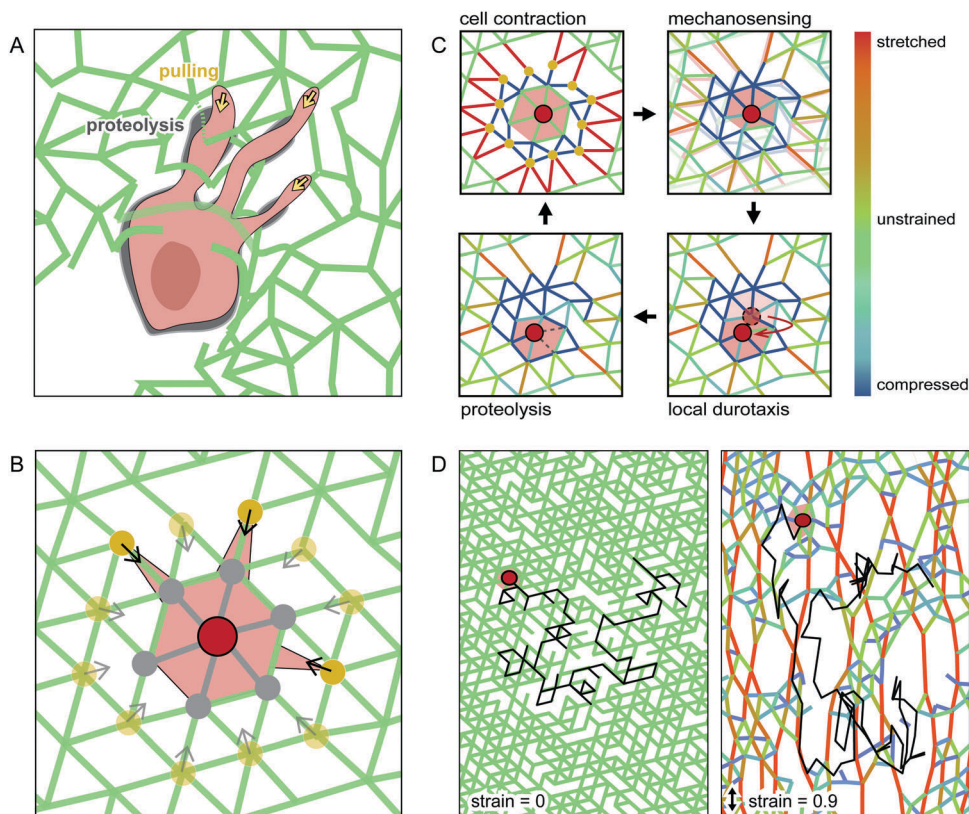 A
pulling
proteolysis
C
cell contraction
mechanosensing
stretched
unstrained
compressed
proteolysis
local durotaxis
B
D
strain = 0
strain = 0.9